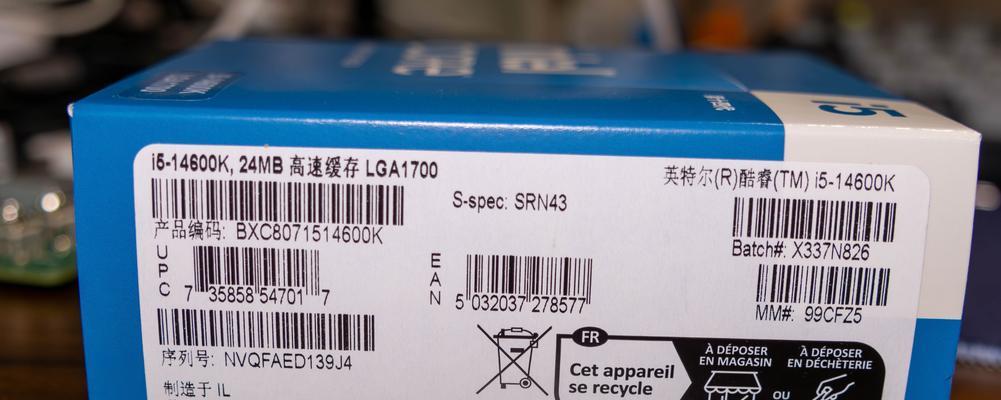 i5
i5-14600K, 24MB 高速缓存 LGA1700
产品编码: BXC8071514600K
UPC
7 35858 54701 7
序列号: NVQFAED139J4
制造于 IL
S-spec: SRN43
EAN
5 032037 278577
英特尔(R)酷睿(TM) i5-14600K
Batch#: X337N826
MM#: 99CFZ5
FR
Cet appareil
se recycle
À DÉPOSER
EN MAGASIN
OU
À DÉPOSER
EN DÉCHÈTERIE